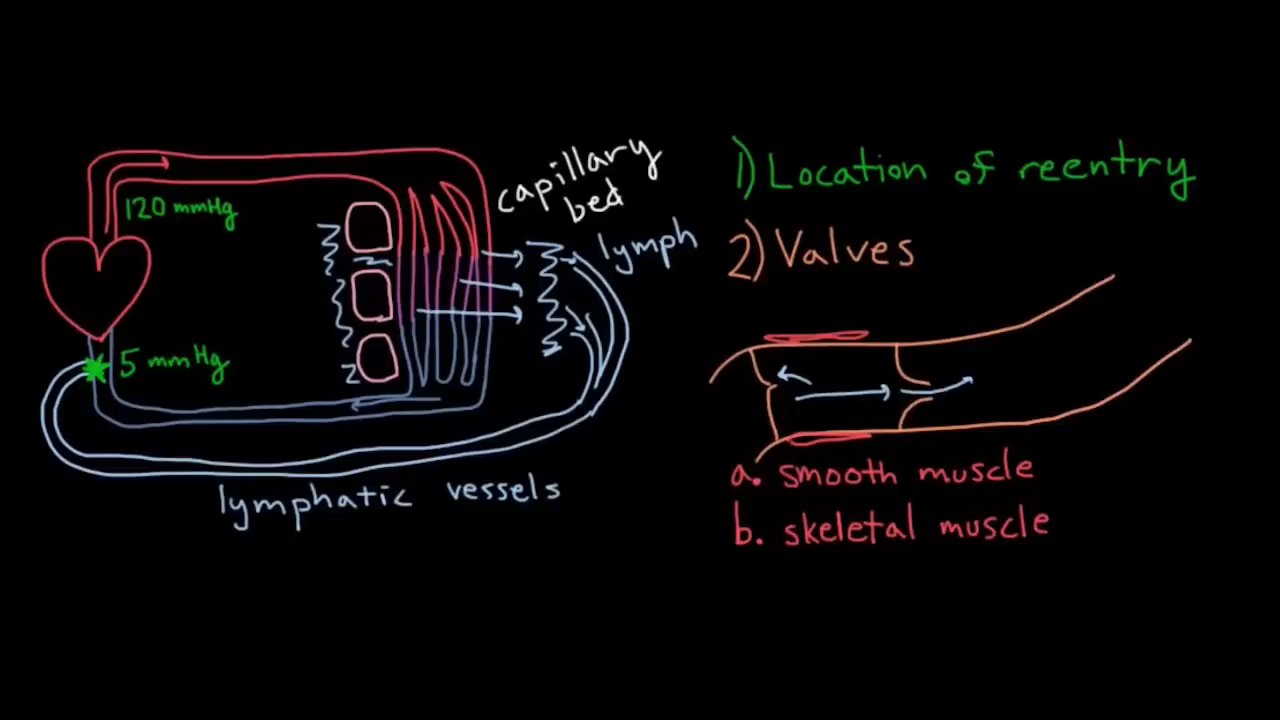 120 mmHg
5 mmHg
capillary
bed
lymph
lymphatic vessels
1) Location of reentry
2) Valves
a. smooth muscle
b. skeletal muscle